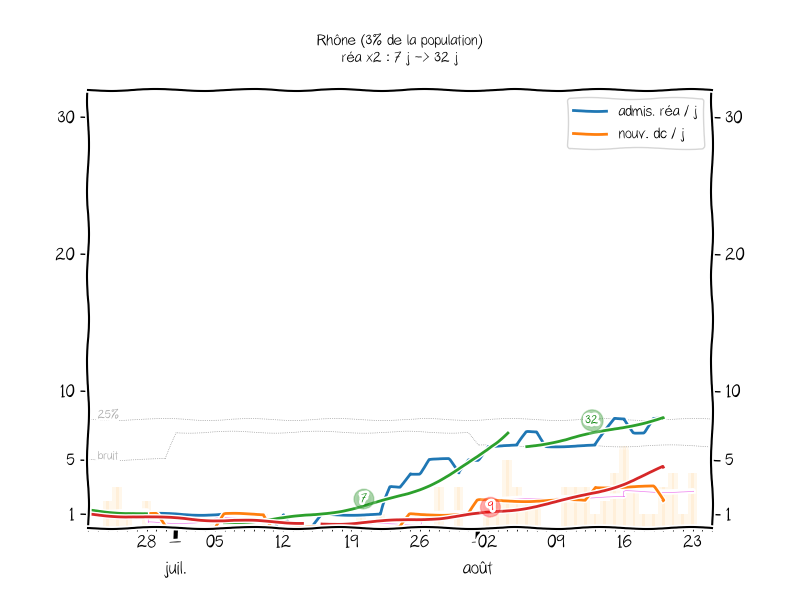 Rhône (3% de la population)
réa x2 : 7 j -> 32 j
admis. réa / j
nouv. dc / j
30
30
20
20
10
10
25%
32
bruit
5
5
7
9
1
1
28 05 12 19 26 02 09 16 23
juil. août